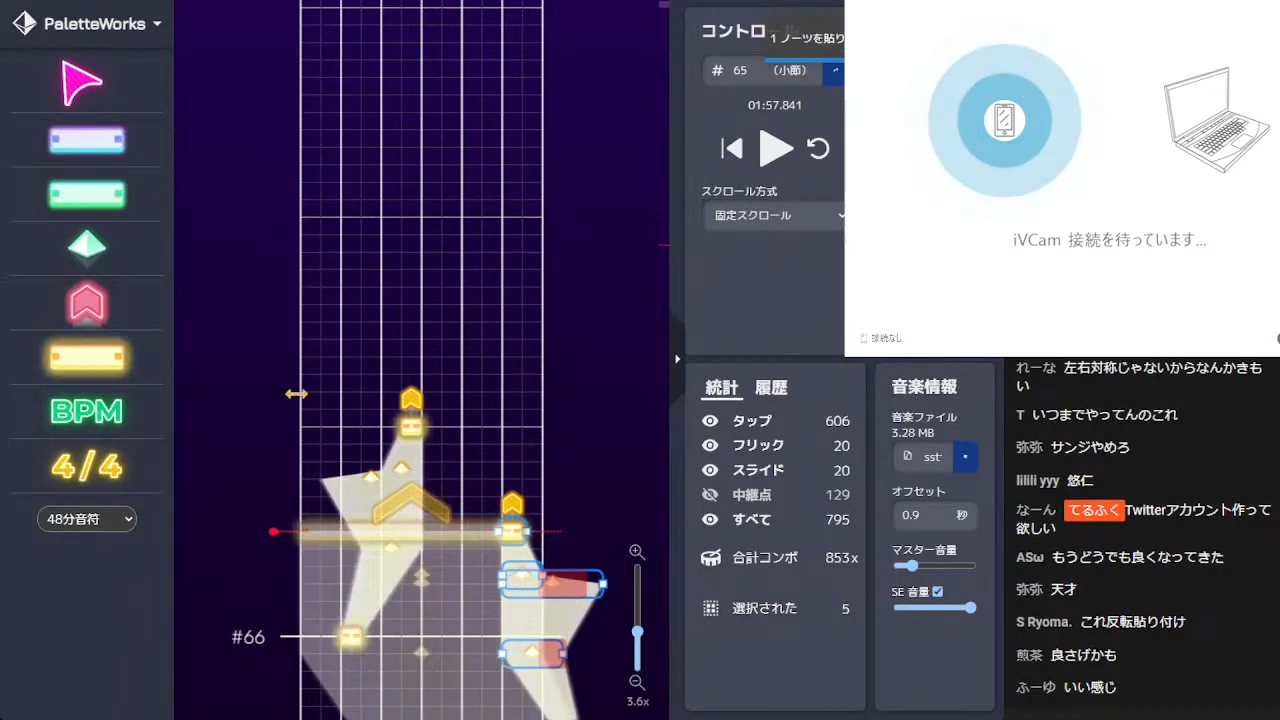 PaletteWorks
BPM
4/4
48分音符
#66
3.6x
コントロー
1 ノーツを貼り
# 65 (小節)
01:57.841
スクロール方式
固定スクロール
iVCam 接続を待っています...
接続なし
統計 履歴
タップ 606
フリック 20
スライド 20
中継点 129
すべて 795
合計コンボ 853x
選択された 5
音楽情報
音楽ファイル
3.28 MB
sst
オフセット
0.9 秒
マスター音量
SE 音量
れーな 左右対称じゃないからなんかきも
い
T いつまでやってんのこれ
弥弥 サンジやめろ
lilili yyy 悠仁
なーん てるふく Twitterアカウント作って
欲しい
ASω もうどうでも良くなってきた
弥弥 天才
S Ryoma. これ反転貼り付け
煎茶 良さげかも
ふーゆ いい感じ